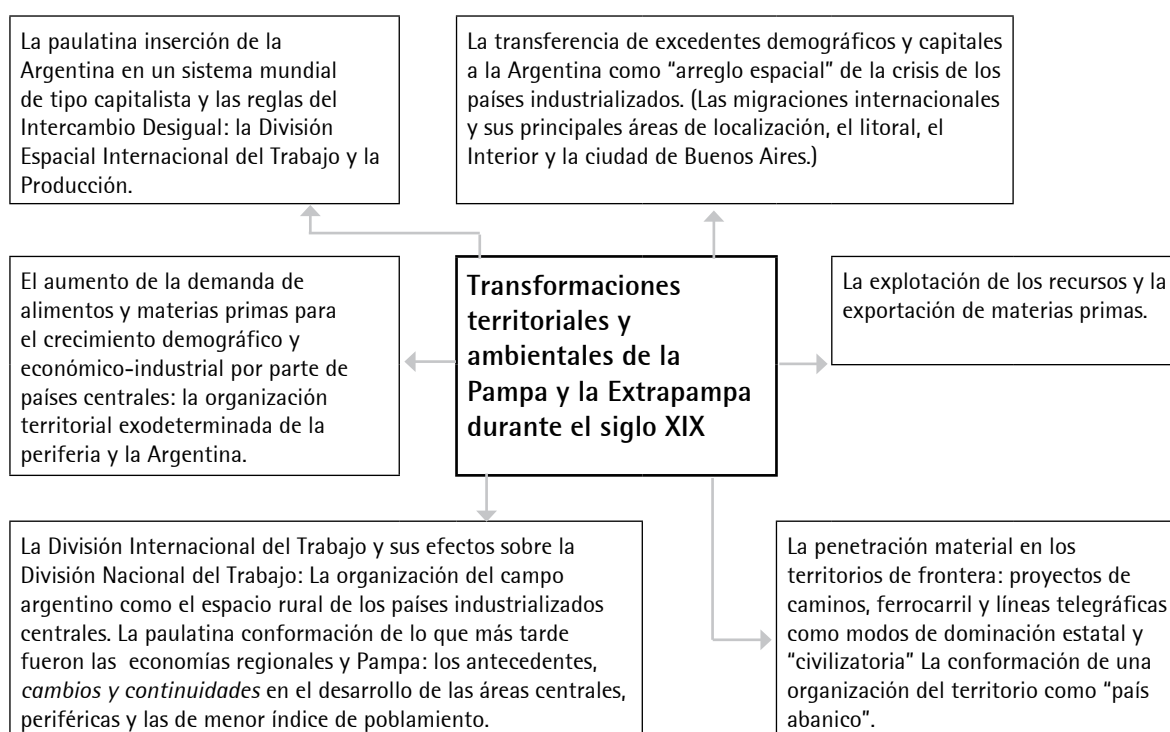 La paulatina inserción de la
Argentina en un sistema mundial
de tipo capitalista y las reglas del
Intercambio Desigual: la División
Espacial Internacional del Trabajo y la
Producción.
La transferencia de excedentes demográficos y capitales
a la Argentina como “arreglo espacial” de la crisis de los
países industrializados. (Las migraciones internacionales
y sus principales áreas de localización, el litoral, el
Interior y la ciudad de Buenos Aires.)
El aumento de la demanda de
alimentos y materias primas para
el crecimiento demográfico y
económico-industrial por parte de
países centrales: la organización
territorial exodeterminada de la
periferia y la Argentina.
Transformaciones
territoriales y
ambientales de la
Pampa y la Extrapampa
durante el siglo XIX
La explotación de los recursos y la
exportación de materias primas.
La División Internacional del Trabajo y sus efectos sobre la
División Nacional del Trabajo: La organización del campo
argentino como el espacio rural de los países industrializados
centrales. La paulatina conformación de lo que más tarde
fueron las economías regionales y Pampa: los antecedentes,
cambios y continuidades en el desarrollo de las áreas centrales,
periféricas y las de menor índice de poblamiento.
La penetración material en los
territorios de frontera: proyectos de
caminos, ferrocarril y líneas telegráficas
como modos de dominación estatal y
“civilizatoria” La conformación de una
organización del territorio como “país
abanico”.